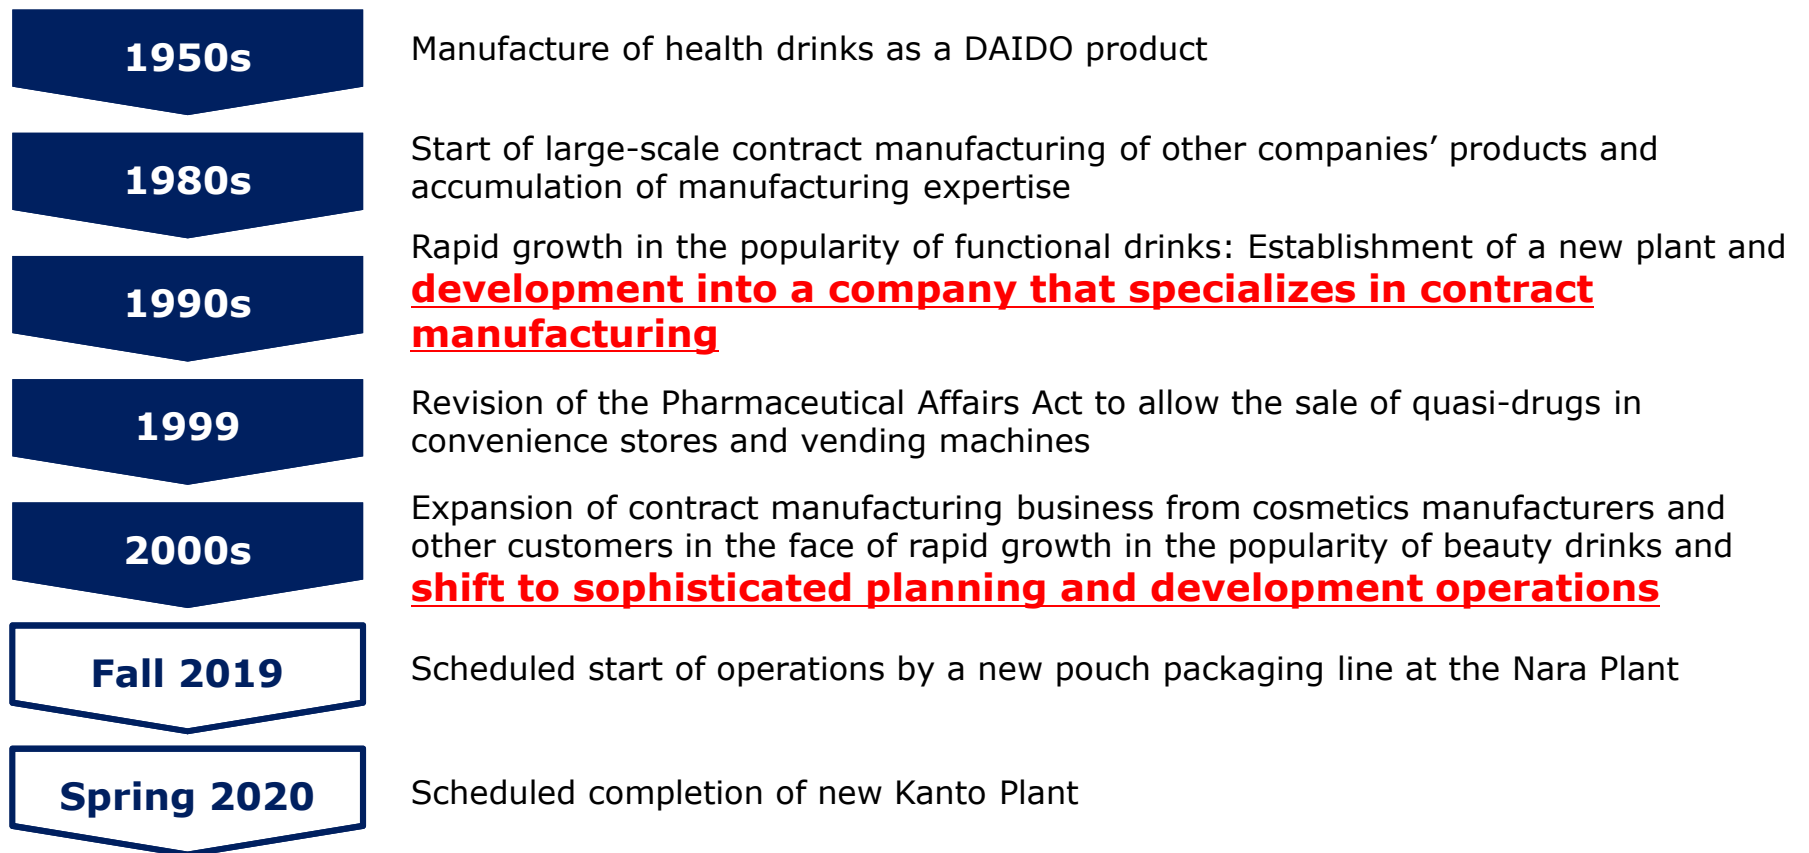 1950s
Manufacture of health drinks as a DAIDO product
1980s
Start of large-scale contract manufacturing of other companies’ products and
accumulation of manufacturing expertise
1990s
Rapid growth in the popularity of functional drinks: Establishment of a new plant and
development into a company that specializes in contract
manufacturing
1999
Revision of the Pharmaceutical Affairs Act to allow the sale of quasi-drugs in
convenience stores and vending machines
2000s
Expansion of contract manufacturing business from cosmetics manufacturers and
other customers in the face of rapid growth in the popularity of beauty drinks and
shift to sophisticated planning and development operations
Fall 2019
Scheduled start of operations by a new pouch packaging line at the Nara Plant
Spring 2020
Scheduled completion of new Kanto Plant